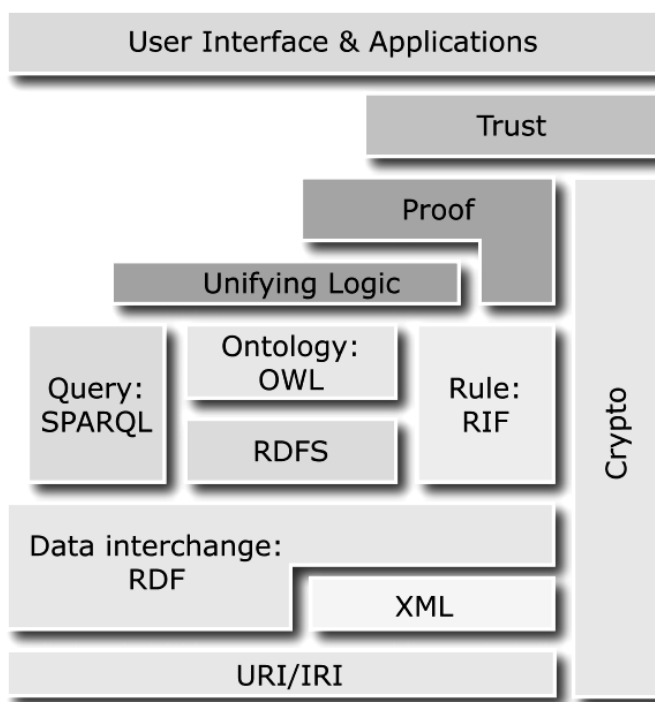 User Interface & Applications
Trust
Proof
Unifying Logic
Query:
SPARQL
Ontology:
OWL
RDFS
Rule:
RIF
Crypto
Data interchange:
RDF
XML
URI/IRI